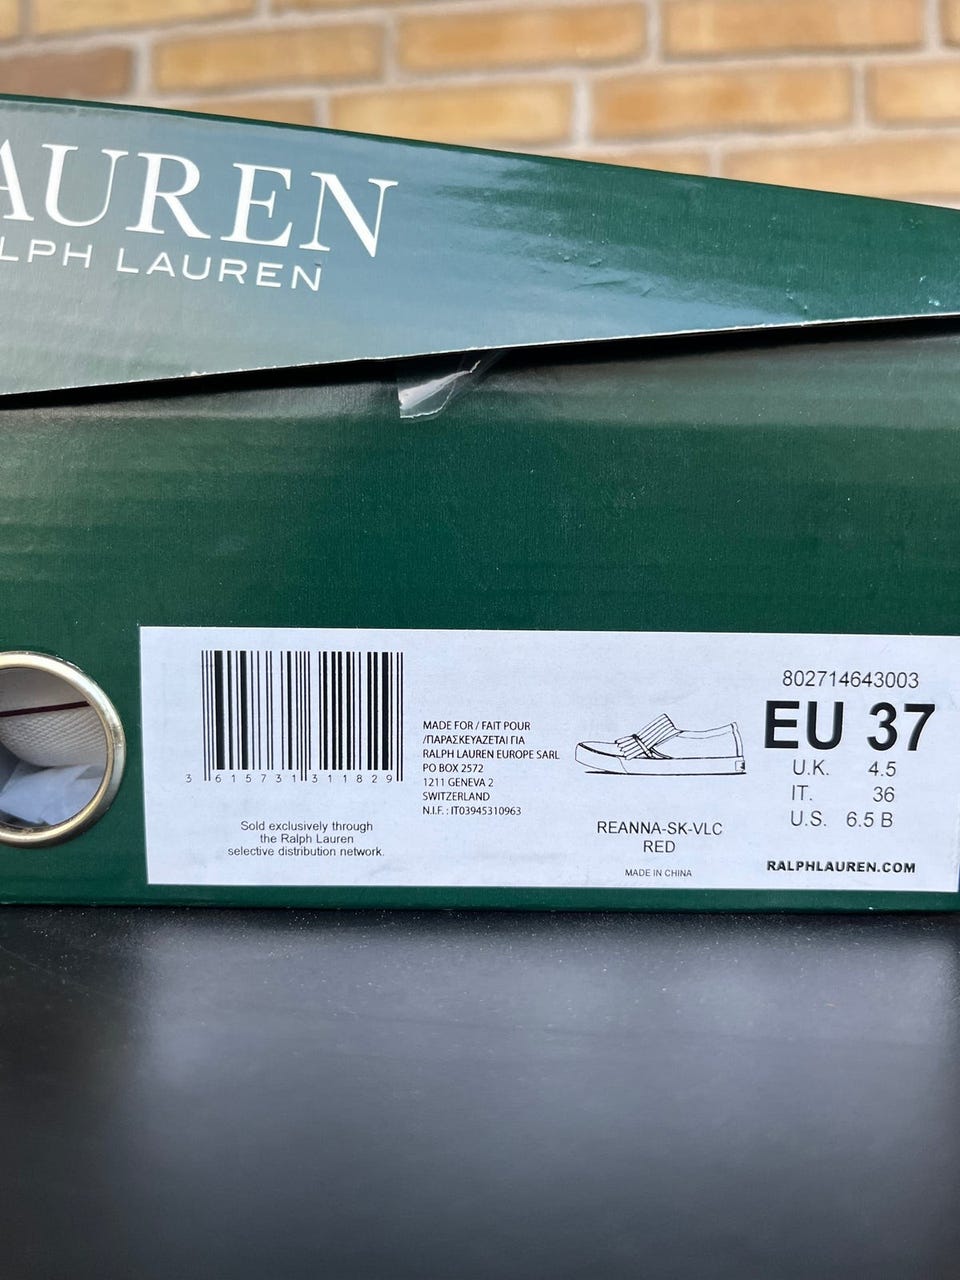 AUREN
LPH LAUREN
3 615731 311829
Sold exclusively through
the Ralph Lauren
selective distribution network.
MADE FOR / FAIT POUR
/ΠΑΡΑΣΚΕΥΑΖΕΤΑΙ ΓΙΑ
RALPH LAUREN EUROPE SARL
PO BOX 2572
1211 GENEVA 2
SWITZERLAND
N.I.F. : IT03945310963
REANNA-SK-VLC
RED
MADE IN CHINA
802714643003
EU 37
U.K. 4.5
IT. 36
U.S. 6.5 B
RALPHLAUREN.COM